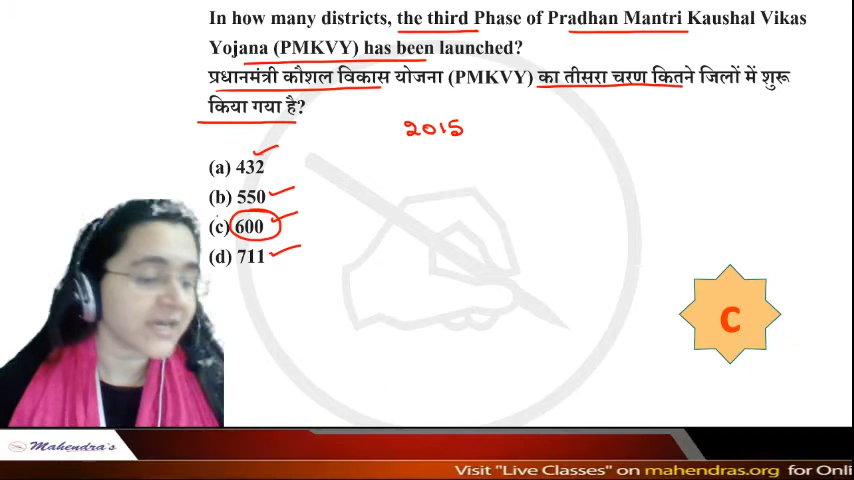 In how many districts, the third Phase of Pradhan Mantri Kaushal Vikas
Yojana (PMKVY) has been launched?
प्रधानमंत्री कौशल विकास योजना (PMKVY) का तीसरा चरण कितने जिलों में शुरू
किया गया है?
2015
(a) 432
(b) 550
(c) 600
(d) 711
C
Mahendra's
Visit "Live Classes" on mahendras.org for Onli